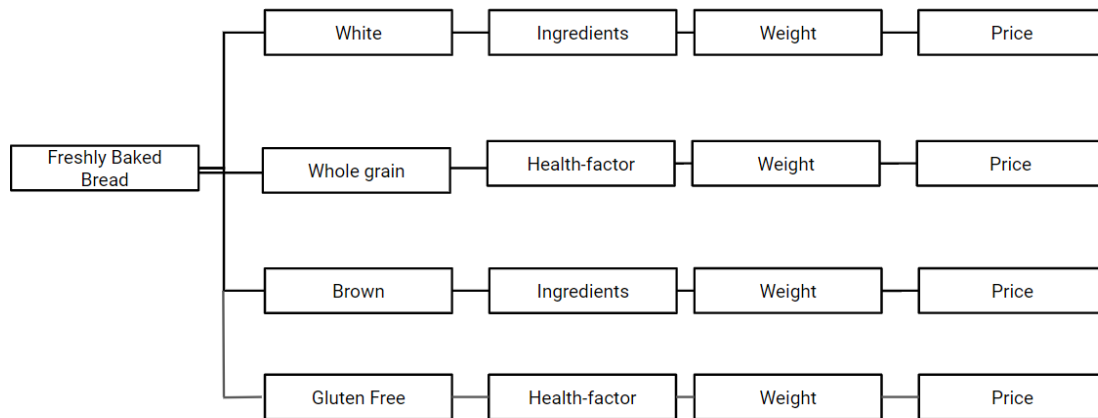 White
Ingredients
Weight
Price
Freshly Baked
Bread
Whole grain
Health-factor
Weight
Price
Brown
Ingredients
Weight
Price
Gluten Free
Health-factor
Weight
Price